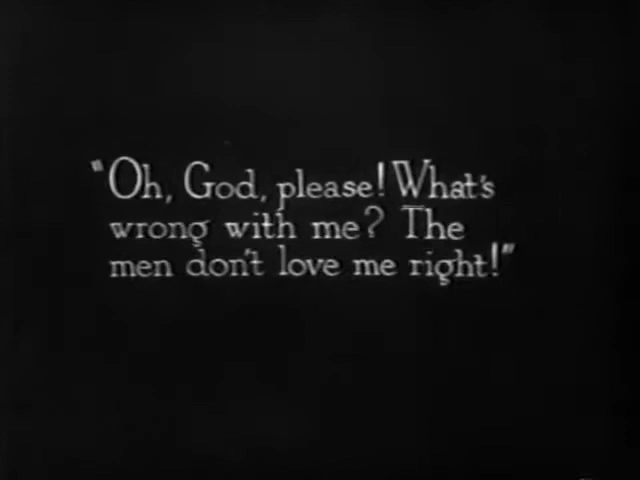 "Oh, God, please! What's
wrong with me? The
men don't love me right!"